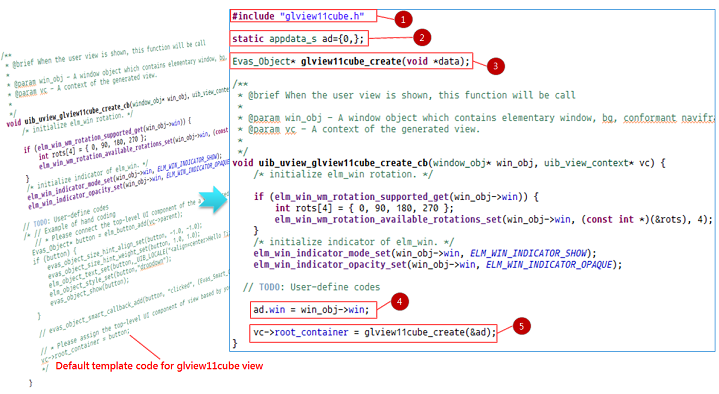 /**
* @brief When the user view is shown, this function will be call
*
* @param win_obj - A window object which contains elementary window, bg,
* @param vc - A context of the generated view.
*
*/
void uib_uview_glview11cube_create_cb(window_obj* win_obj, uib_view_context
/* initialize elm_win rotation. */
if (elm_win_wm_rotation_supported_get(win_obj->win)) {
int rots[4] = { 0, 90, 180, 270 };
elm_win_wm_rotation_available_rotations_set(win_obj->win, (const
}
/* initialize indicator of elm_win. */
elm_win_indicator_mode_set(win_obj->win, ELM_WIN_INDICATOR_SHOW);
elm_win_indicator_opacity_set(win_obj->win, ELM_WIN_INDICATOR_OPAQUE
// TODO: User-define codes
/* // Example of hand coding
// * Please connect the top-level UI component of the
Evas_Object* button = elm_button_add(vc->parent);
if (button) {
evas_object_size_hint_align_set(button, -1.0, -1.0);
evas_object_size_hint_weight_set(button, 1.0, 1.0);
elm_object_text_set(button,
elm_object_style_set(button,"dropdown");
evas_object_show(button);
}
// evas_object_smart_callback_add(button, "clicked", (Evas_Smart
// * Please assign the top-level UI component of view based by
vc->root_container = button;
*/
}
Default template code for glview11cube view
#include "glview11cube.h"
1
static appdata_s ad={0,};
2
Evas_Object* glview11cube_create(void *data);
3
/**
* @brief When the user view is shown, this function will be call
*
* @param win_obj - A window object which contains elementary window, bg, conformant navifra
* @param vc - A context of the generated view.
*
*/
void uib_uview_glview11cube_create_cb(window_obj* win_obj, uib_view_context* vc) {
/* initialize elm_win rotation. */
if (elm_win_wm_rotation_supported_get(win_obj->win)) {
int rots[4] = { 0, 90, 180, 270 };
elm_win_wm_rotation_available_rotations_set(win_obj->win, (const int *)(&rots), 4);
}
/* initialize indicator of elm_win. */
elm_win_indicator_mode_set(win_obj->win, ELM_WIN_INDICATOR_SHOW);
elm_win_indicator_opacity_set(win_obj->win, ELM_WIN_INDICATOR_OPAQUE);
// TODO: User-define codes
ad.win = win_obj->win;
4
vc->root_container = glview11cube_create(&ad);
5
}